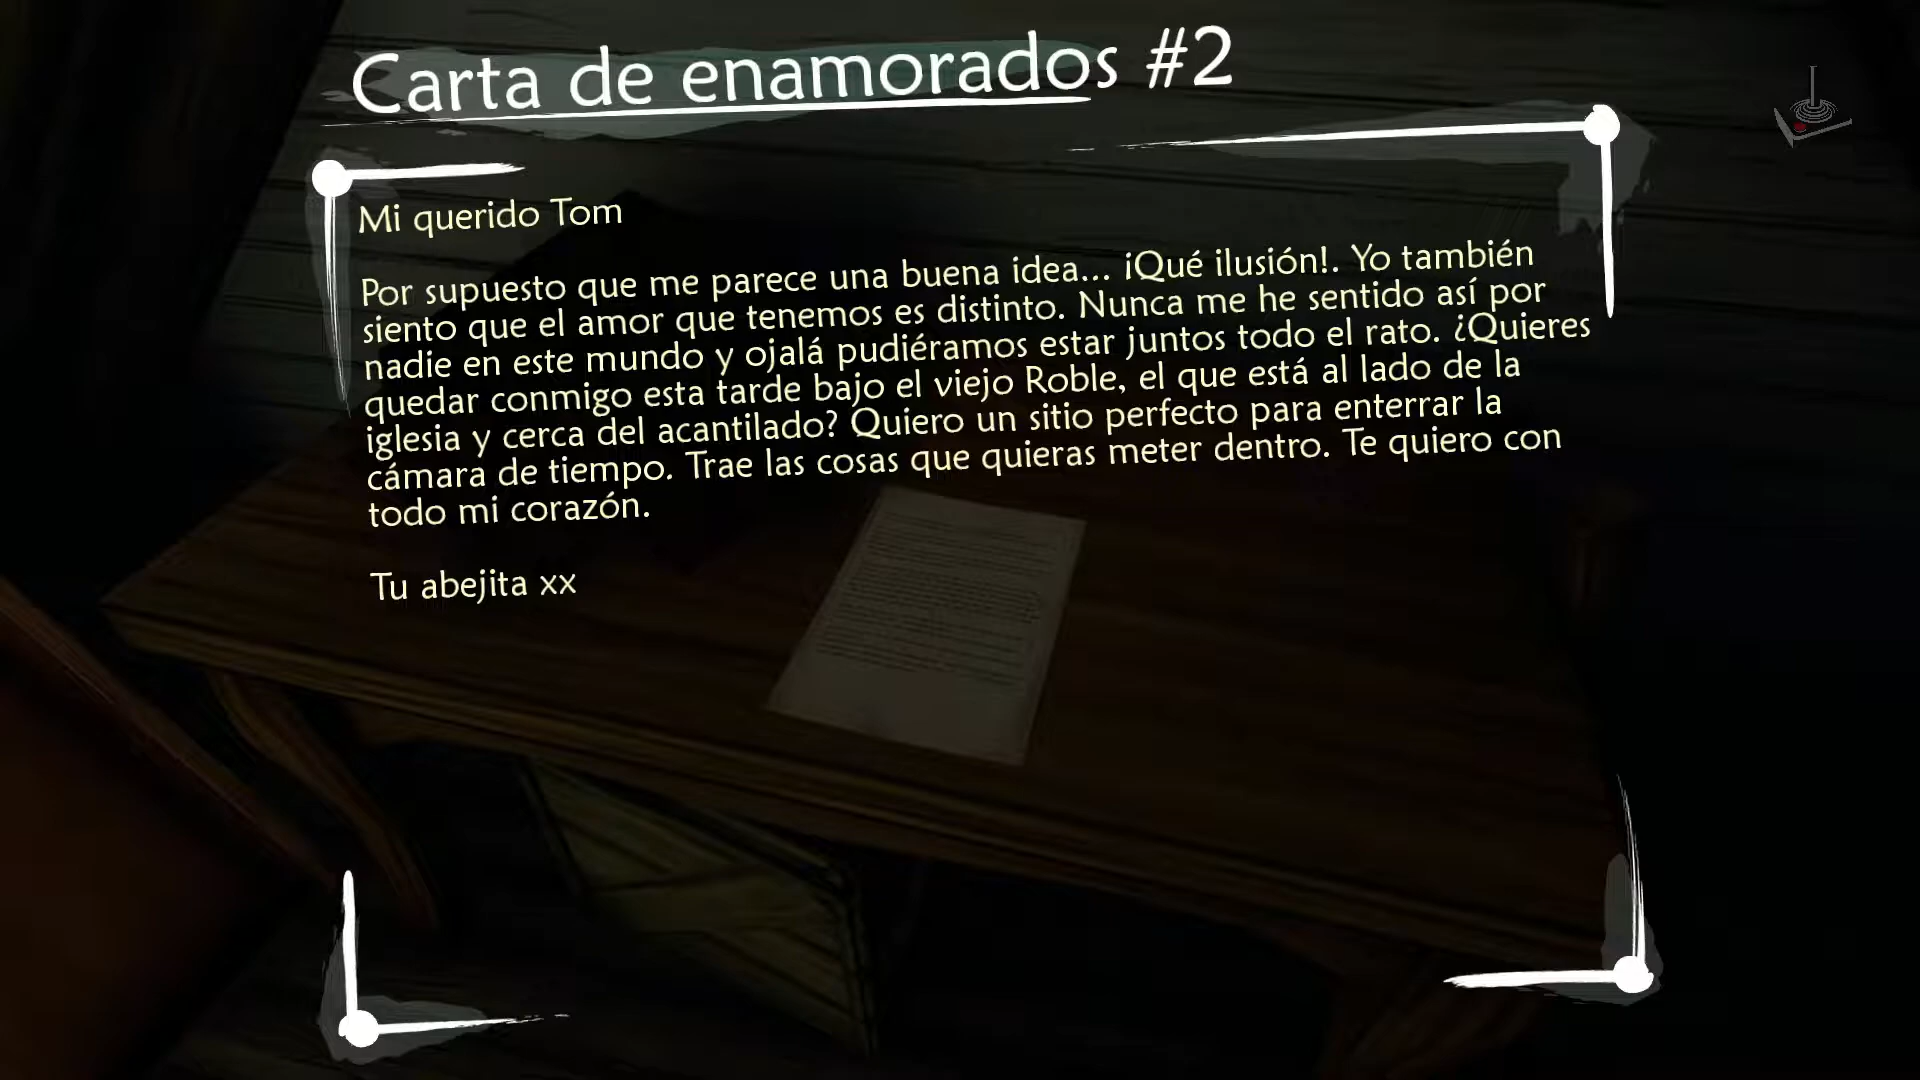 Carta de enamorados #2
Mi querido Tom
Por supuesto que me parece una buena idea... ¡Qué ilusión!. Yo también
siento que el amor que tenemos es distinto. Nunca me he sentido así por
nadie en este mundo y ojalá pudiéramos estar juntos todo el rato. ¿Quieres
quedar conmigo esta tarde bajo el viejo Roble, el que está al lado de la
iglesia y cerca del acantilado? Quiero un sitio perfecto para enterrar la
cámara de tiempo. Trae las cosas que quieras meter dentro. Te quiero con
todo mi corazón.
Tu abejita xx